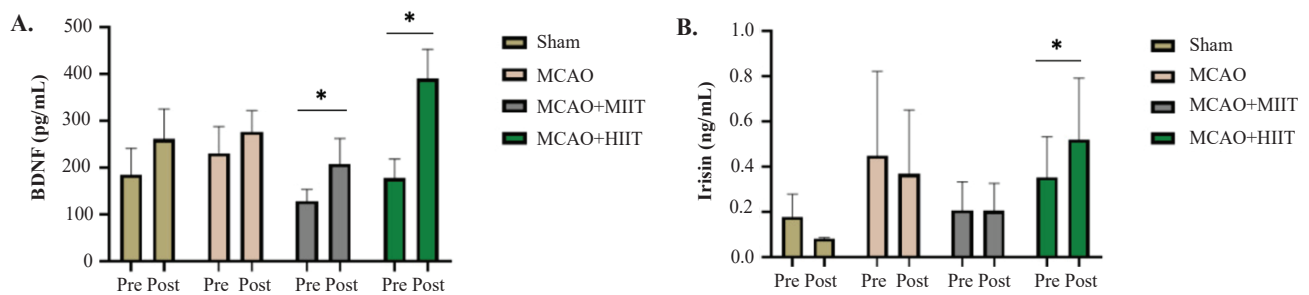 A.
BDNF (pg/mL)
500
400
300
200
100
0
*
*
Pre Post Pre Post Pre Post Pre Post
Sham
MCAO
MCAO+MIIT
MCAO+HIIT
B.
Irisin (ng/mL)
1.0
0.8
0.6
0.4
0.2
0.0
*
Pre Post Pre Post Pre Post Pre Post
Sham
MCAO
MCAO+MIIT
MCAO+HIIT